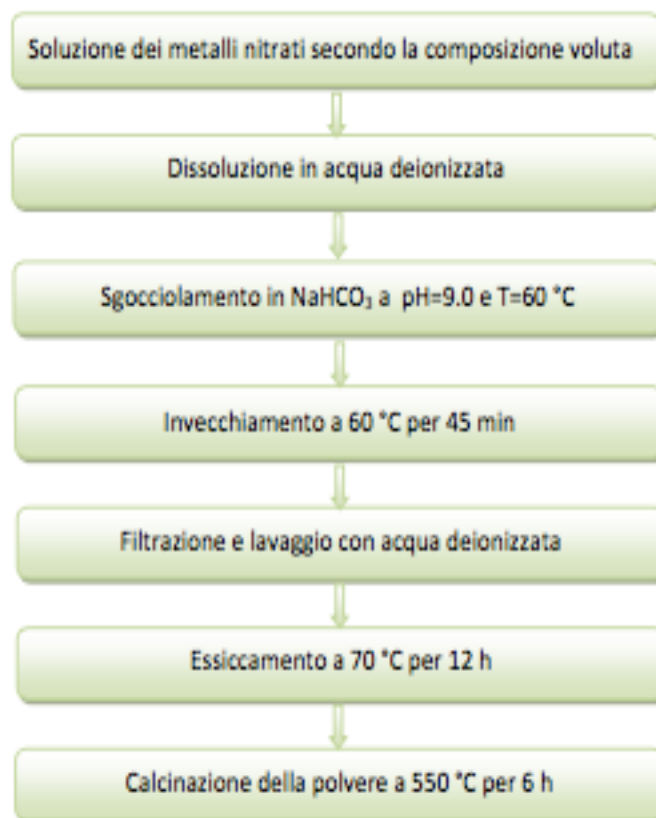 Soluzione dei metalli nitrati secondo la composizione voluta
Dissoluzione in acqua deionizzata
Sgocciolamento in NaHCO₃ a pH=9.0 e T=60 °C
Invecchiamento a 60 °C per 45 min
Filtrazione e lavaggio con acqua deionizzata
Essiccamento a 70 °C per 12 h
Calcinazione della polvere a 550 °C per 6 h